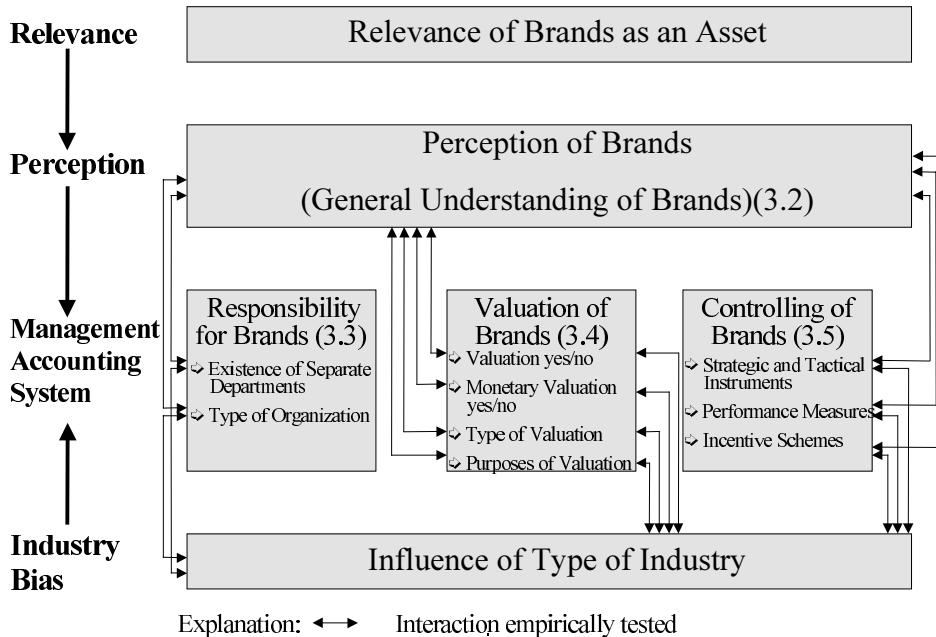 Relevance
Relevance of Brands as an Asset
Perception
Perception of Brands
(General Understanding of Brands)(3.2)
Management
Accounting
System
Responsibility
for Brands (3.3)
Existence of Separate
Departments
Type of Organization
Valuation of
Brands (3.4)
Valuation yes/no
Monetary Valuation
yes/no
Type of Valuation
Purposes of Valuation
Controlling of
Brands (3.5)
Strategic and Tactical
Instruments
Performance Measures
Incentive Schemes
Industry
Bias
Influence of Type of Industry
Explanation: Interaction empirically tested